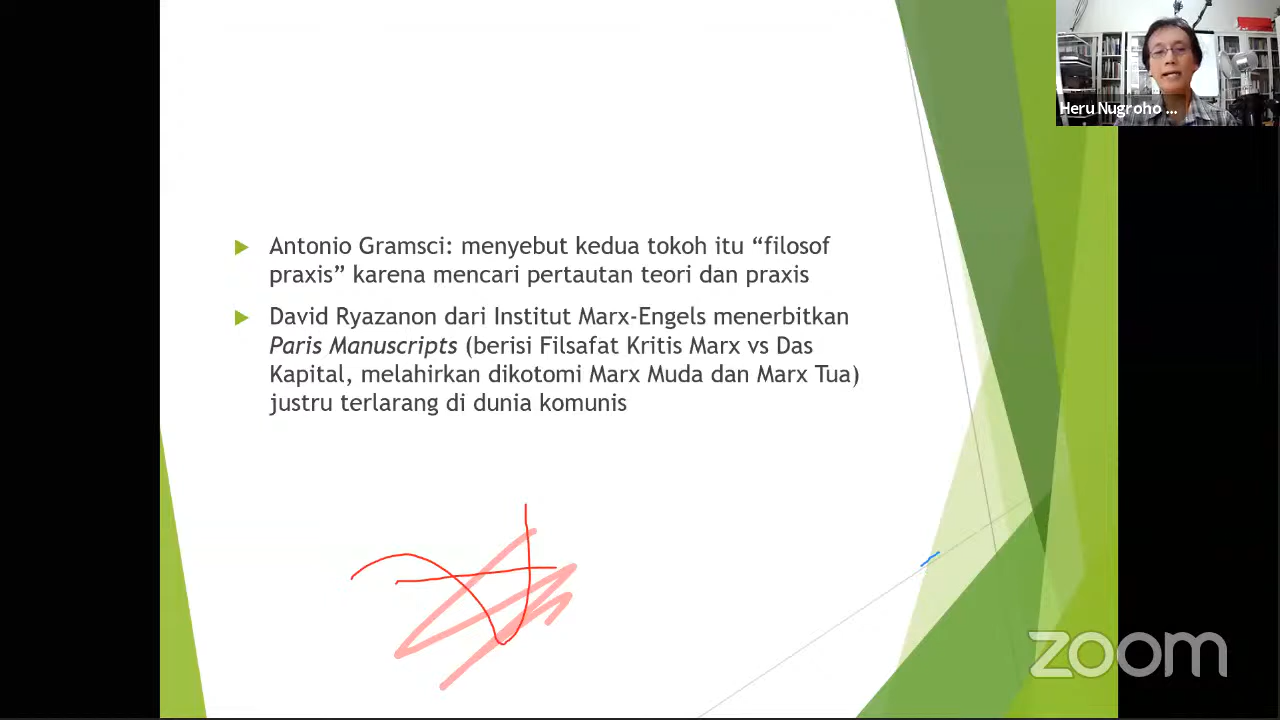 Heru Nugroho ...
Antonio Gramsci: menyebut kedua tokoh itu “filosof
praxis” karena mencari pertautan teori dan praxis
David Ryazanon dari Institut Marx-Engels menerbitkan
Paris Manuscripts (berisi Filsafat Kritis Marx vs Das
Kapital, melahirkan dikotomi Marx Muda dan Marx Tua)
justru terlarang di dunia komunis
zoom